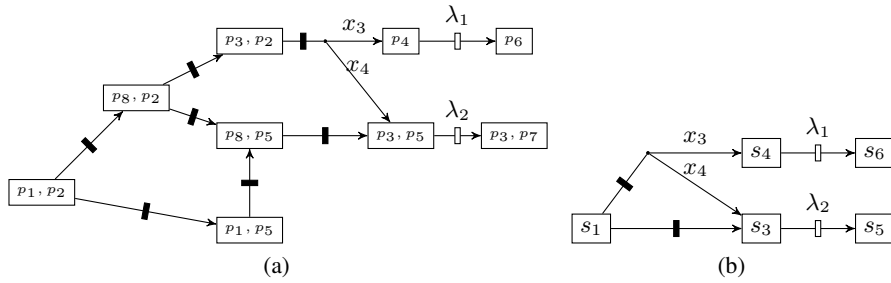 p₃, p₂
x₃
p₄
λ₁
p₆
x₄
p₈, p₂
p₈, p₅
p₃, p₅
λ₂
p₃, p₇
p₁, p₂
p₁, p₅
(a)
x₃
s₄
λ₁
s₆
x₄
s₁
s₃
λ₂
s₅
(b)